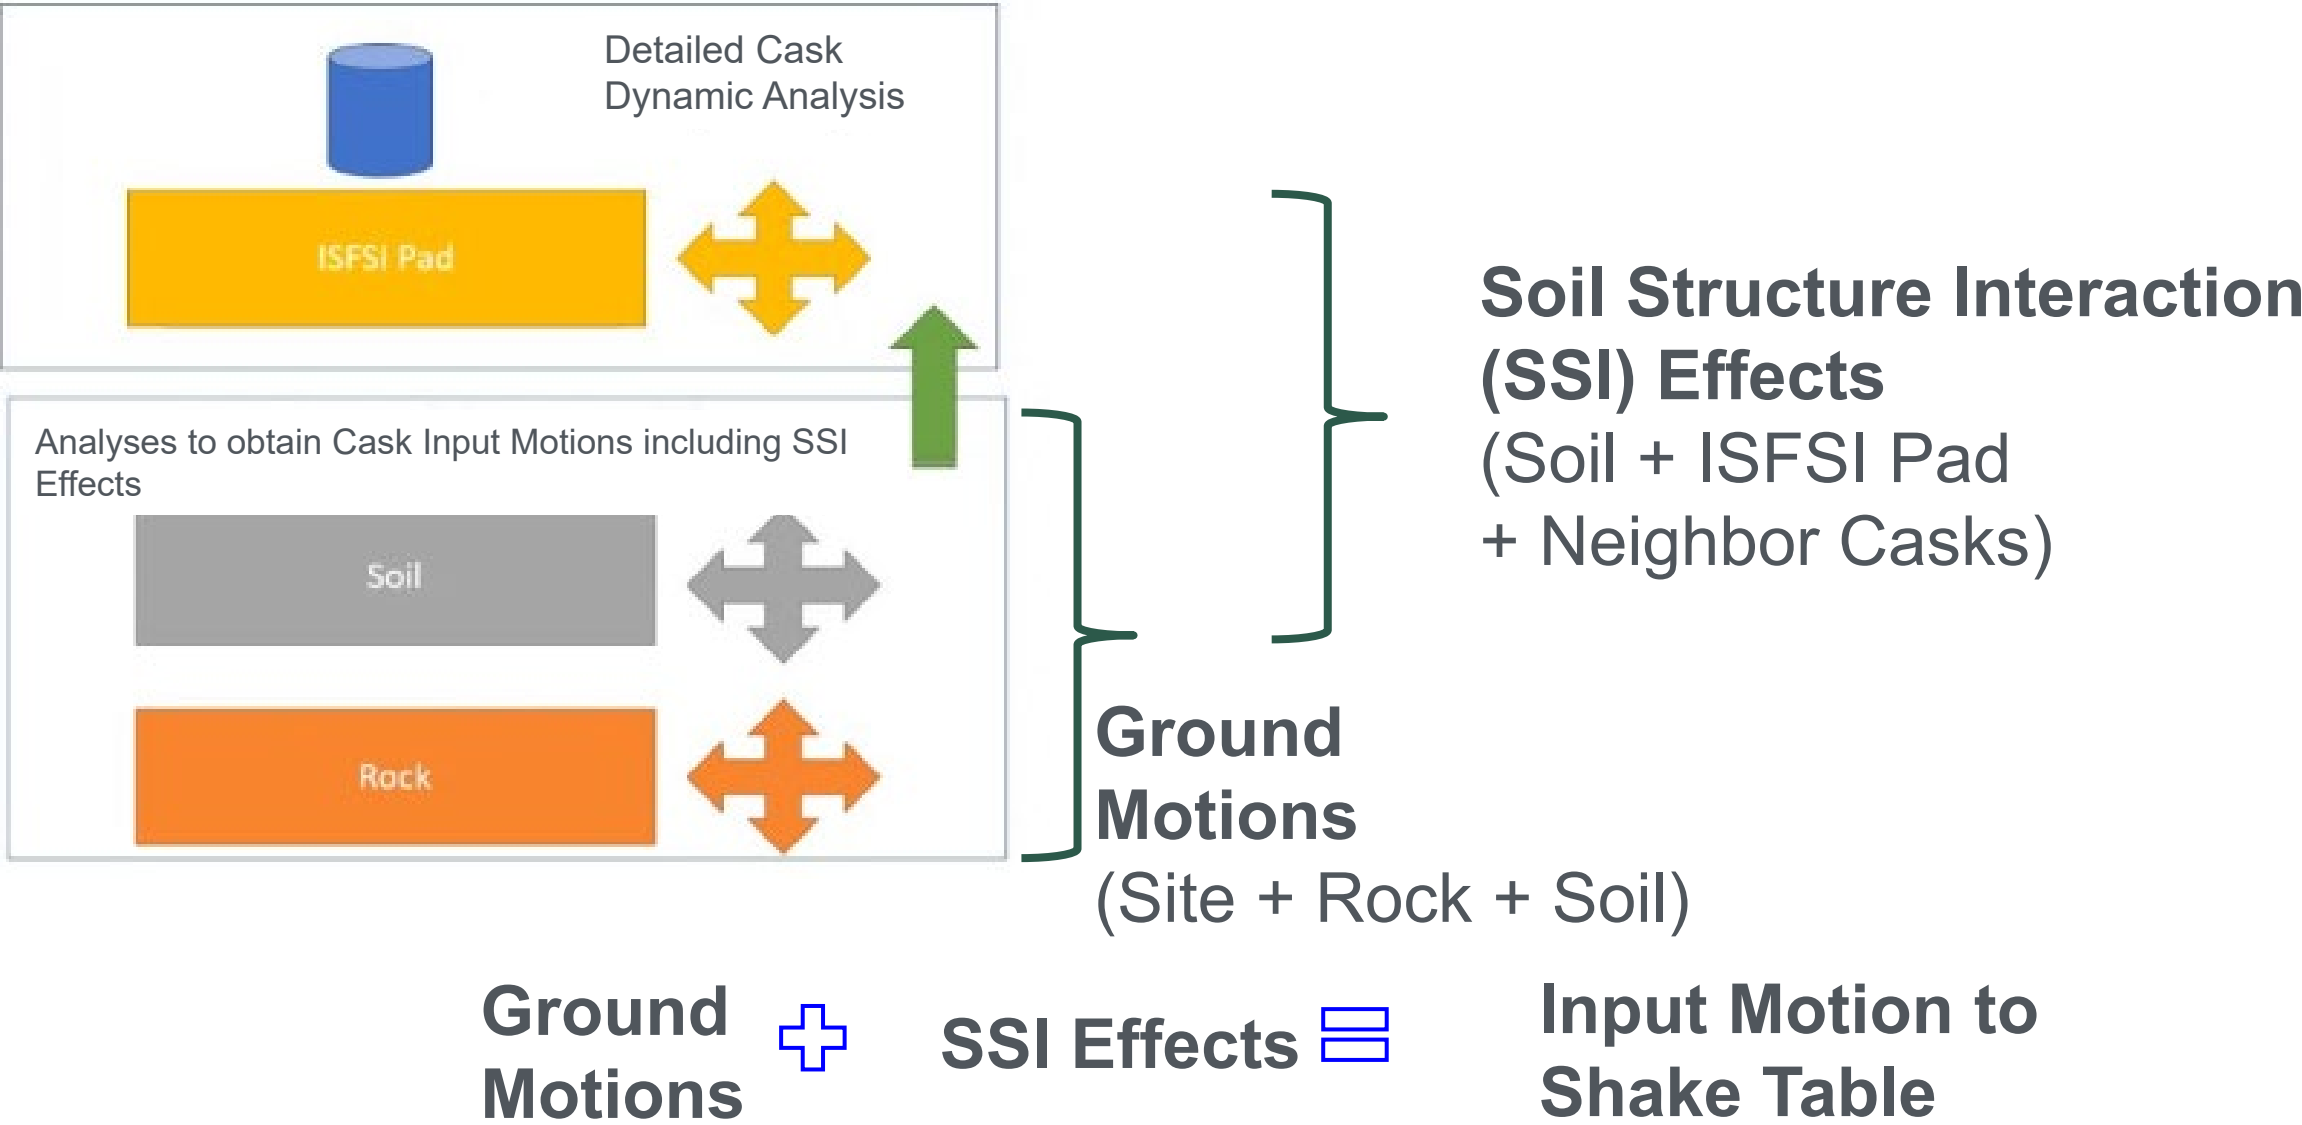 Detailed Cask
Dynamic Analysis
ISFSI Pad
Analyses to obtain Cask Input Motions including SSI
Effects
Soil
Rock
Soil Structure Interaction
(SSI) Effects
(Soil + ISFSI Pad
+ Neighbor Casks)
Ground
Motions
(Site + Rock + Soil)
Ground
Motions
SSI Effects
Input Motion to
Shake Table